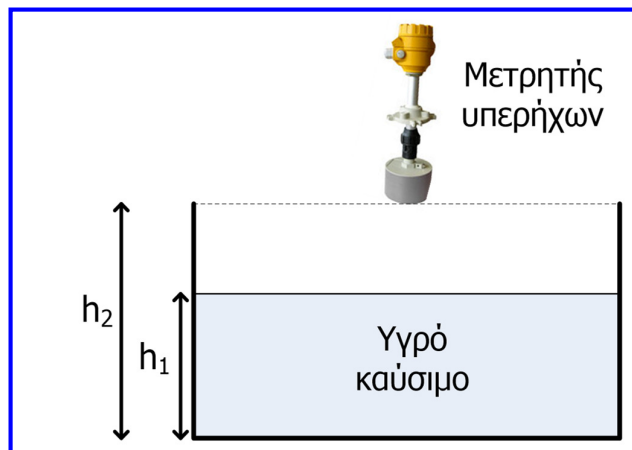 Μετρητής
υπερήχων
h₂
h₁
Υγρό
καύσιμο